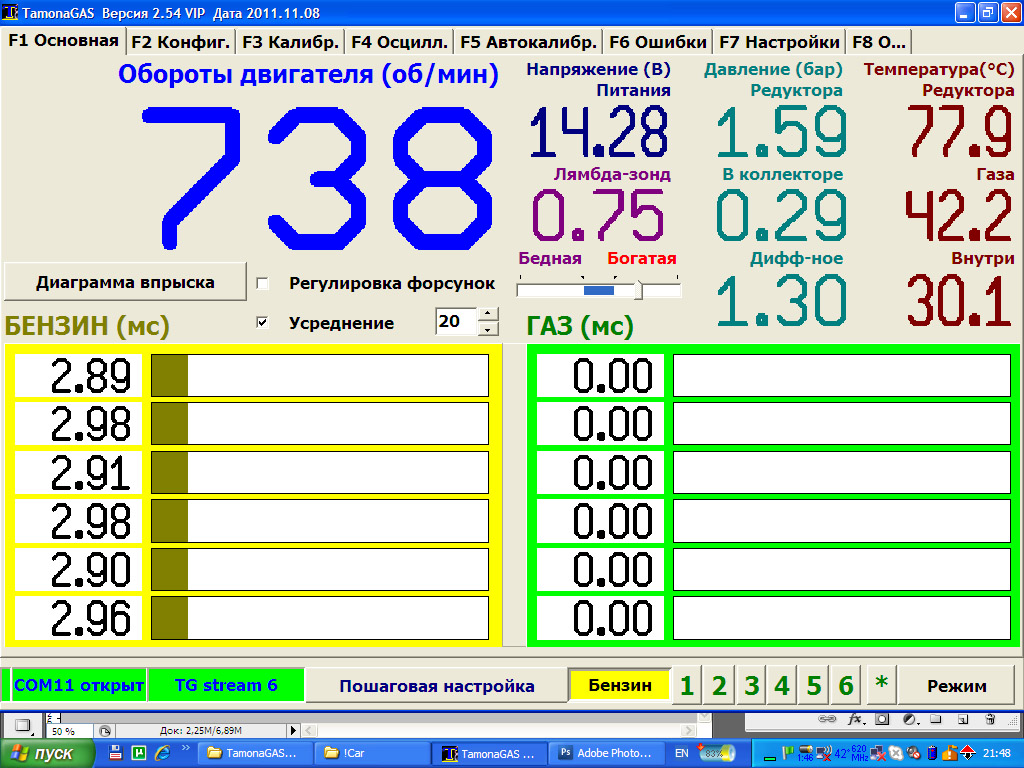 TamonaGAS Версия 2.54 VIP Дата 2011.11.08
F1 Основная F2 Конфиг. F3 Калибр. F4 Осцилл. F5 Автокалибр. F6 Ошибки F7 Настройки F8 О...
Обороты двигателя (об/мин)
738
Напряжение (В)
Питания
14.28
Лямбда-зонд
0.75
Бедная Богатая
Давление (бар)
Редуктора
1.59
В коллекторе
0.29
Дифф-ное
1.30
Температура(°C)
Редуктора
77.9
Газа
42.2
Внутри
30.1
Диаграмма впрыска
Регулировка форсунок
Усреднение 20
БЕНЗИН (мс)
2.89
2.98
2.91
2.98
2.90
2.96
ГАЗ (мс)
0.00
0.00
0.00
0.00
0.00
0.00
COM11 открыт TG stream 6 Пошаговая настройка Бензин 1 2 3 4 5 6 * Режим
50 % Док: 2,25M/6,89M
пуск TamonaGAS... !Car TamonaGAS ... Adobe Photo... EN 83% 1:46 42° 620 MHz 21:48